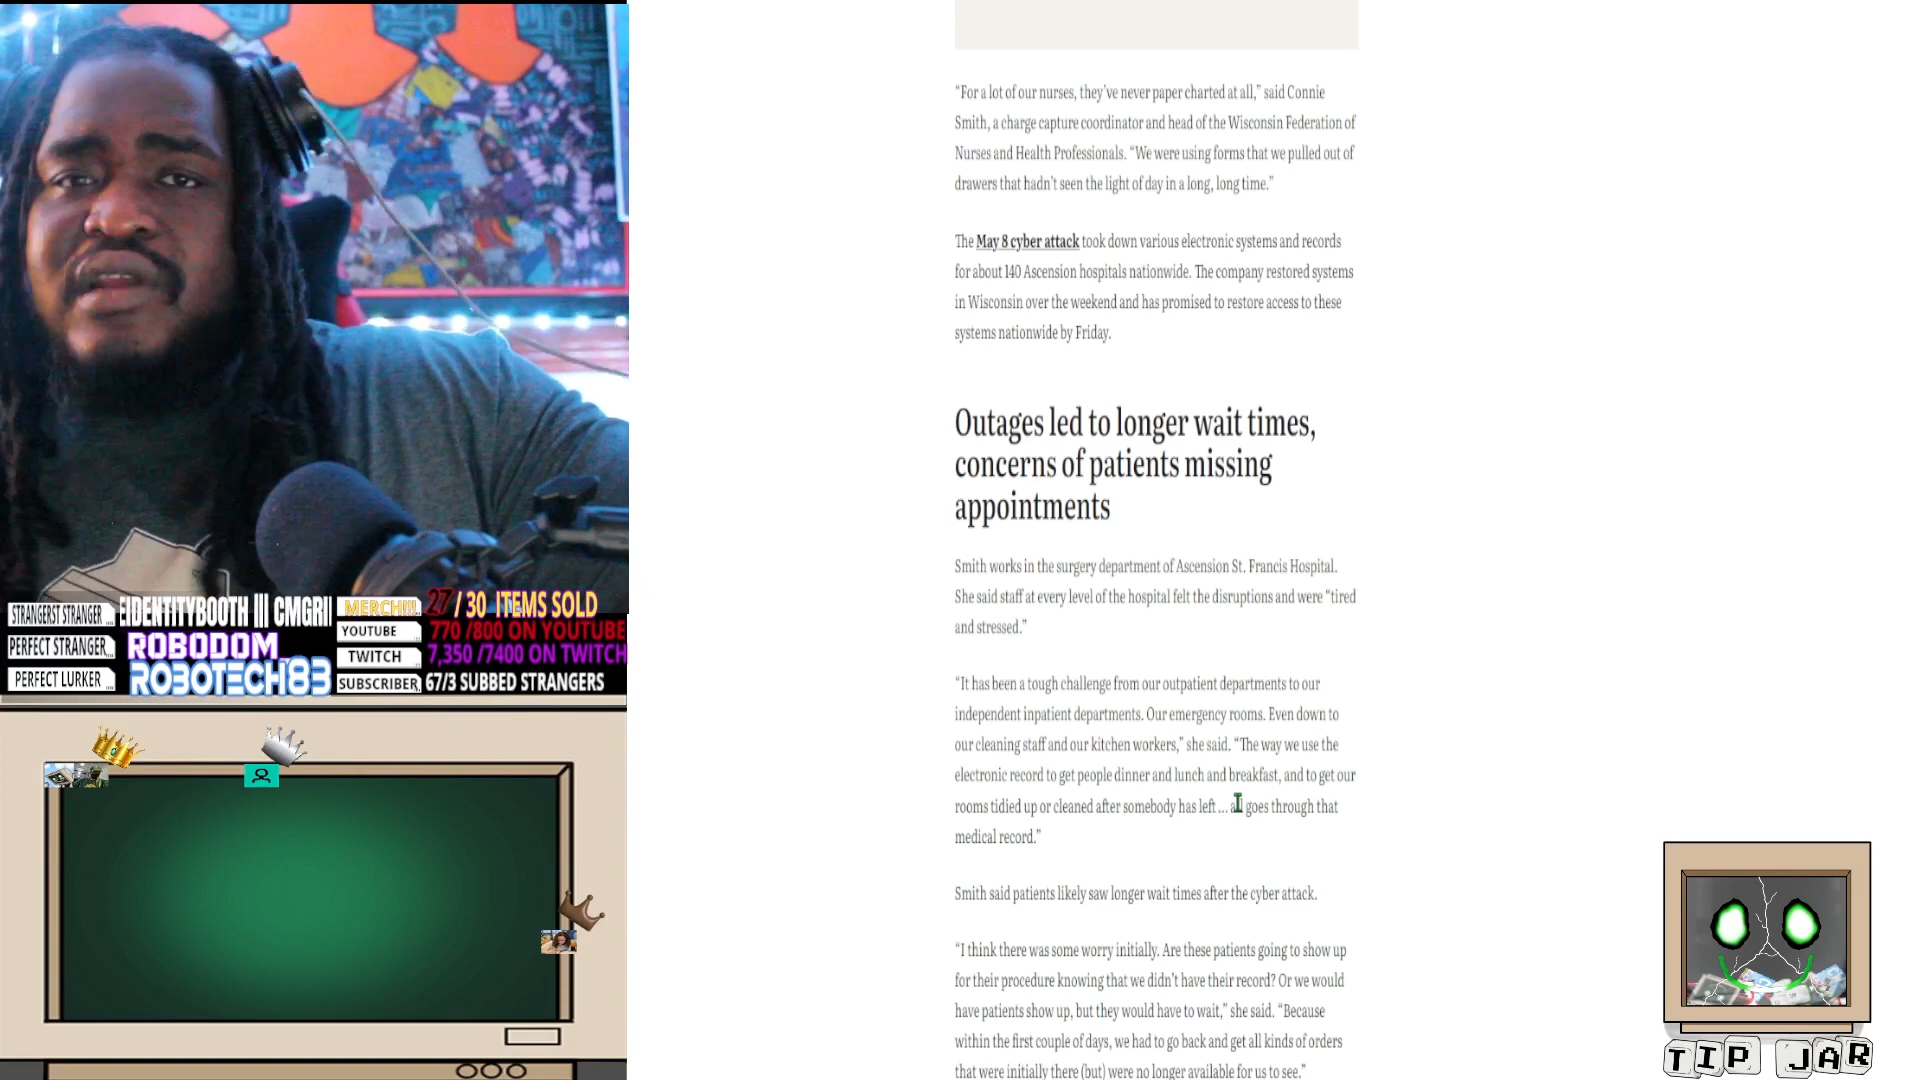 STRANGERST STRANGER
EIDENTITYBOOTH ||| CMGRII
MERCH!!!
27 / 30 ITEMS SOLD
YOUTUBE
770 /800 ON YOUTUBE
PERFECT STRANGER
ROBODOM_
TWITCH
7,350 /7400 ON TWITCH
PERFECT LURKER
ROBOTECH83
SUBSCRIBER
67/3 SUBBED STRANGERS
“For a lot of our nurses, they’ve never paper charted at all,” said Connie
Smith, a charge capture coordinator and head of the Wisconsin Federation of
Nurses and Health Professionals. “We were using forms that we pulled out of
drawers that hadn’t seen the light of day in a long, long time.”
The May 8 cyber attack took down various electronic systems and records
for about 140 Ascension hospitals nationwide. The company restored systems
in Wisconsin over the weekend and has promised to restore access to these
systems nationwide by Friday.
Outages led to longer wait times,
concerns of patients missing
appointments
Smith works in the surgery department of Ascension St. Francis Hospital.
She said staff at every level of the hospital felt the disruptions and were “tired
and stressed.”
“It has been a tough challenge from our outpatient departments to our
independent inpatient departments. Our emergency rooms. Even down to
our cleaning staff and our kitchen workers,” she said. “The way we use the
electronic record to get people dinner and lunch and breakfast, and to get our
rooms tidied up or cleaned after somebody has left … all goes through that
medical record.”
Smith said patients likely saw longer wait times after the cyber attack.
“I think there was some worry initially. Are these patients going to show up
for their procedure knowing that we didn’t have their record? Or we would
have patients show up, but they would have to wait,” she said. “Because
within the first couple of days, we had to go back and get all kinds of orders
that were initially there (but) were no longer available for us to see.”
TIP JAR